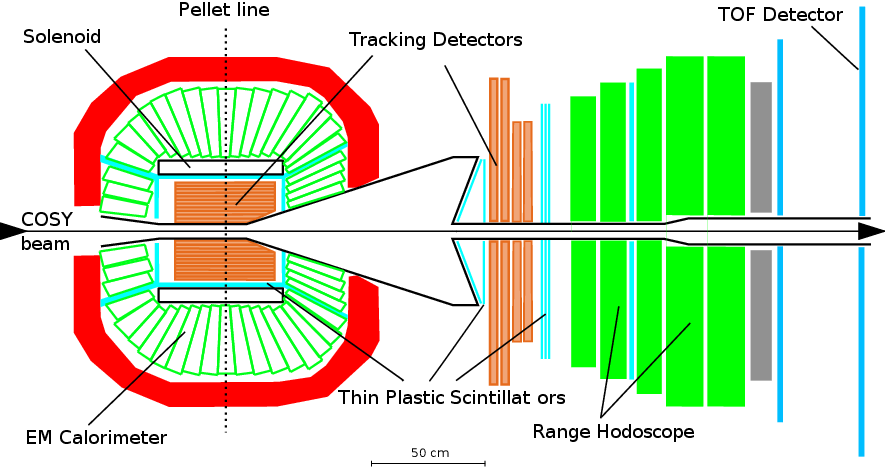 Pellet line
TOF Detector
Solenoid
Tracking Detectors
COSY
beam
Thin Plastic Scintillat ors
EM Calorimeter
Range Hodoscope
50 cm